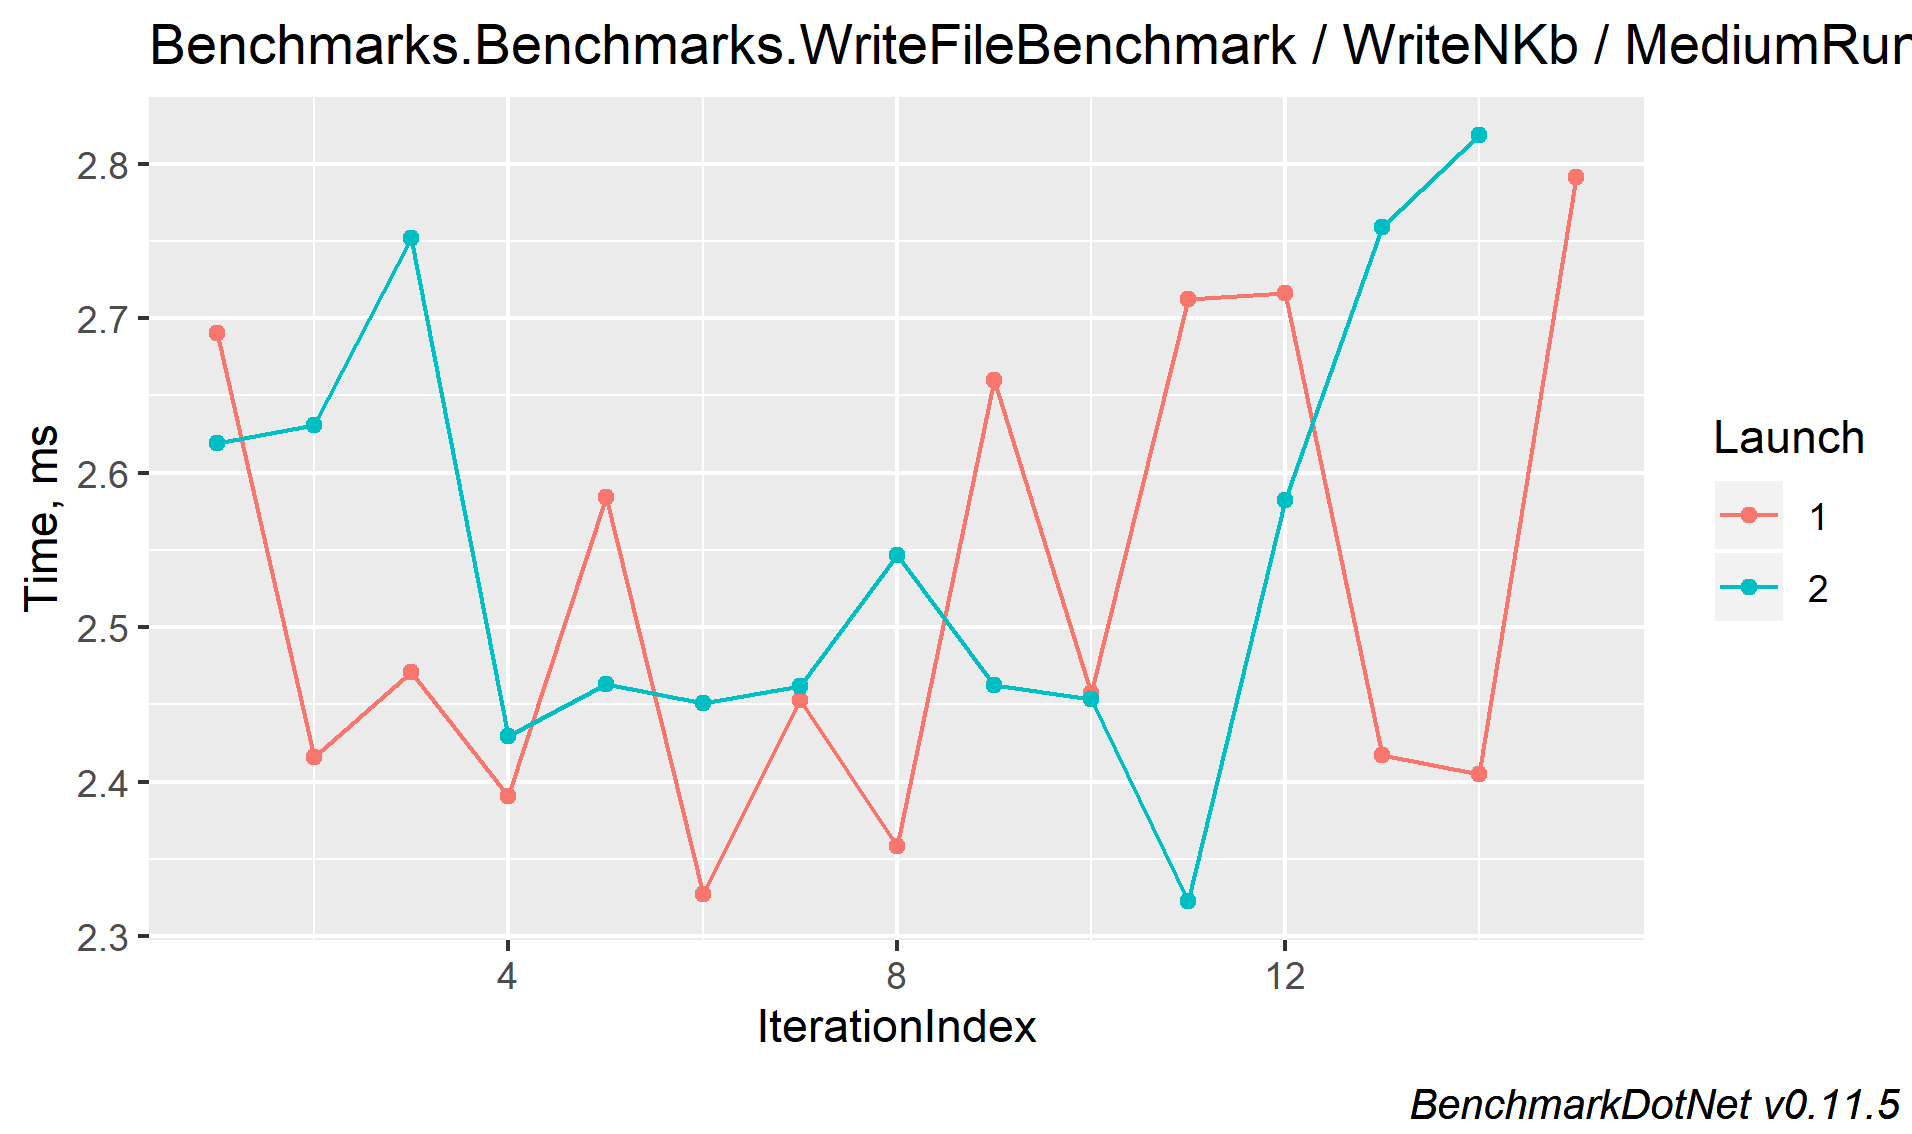 Benchmarks.Benchmarks.WriteFileBenchmark / WriteNKb / MediumRun
2.8
2.7
2.6
2.5
2.4
2.3
Time, ms
4
8
12
IterationIndex
Launch
1
2
BenchmarkDotNet v0.11.5